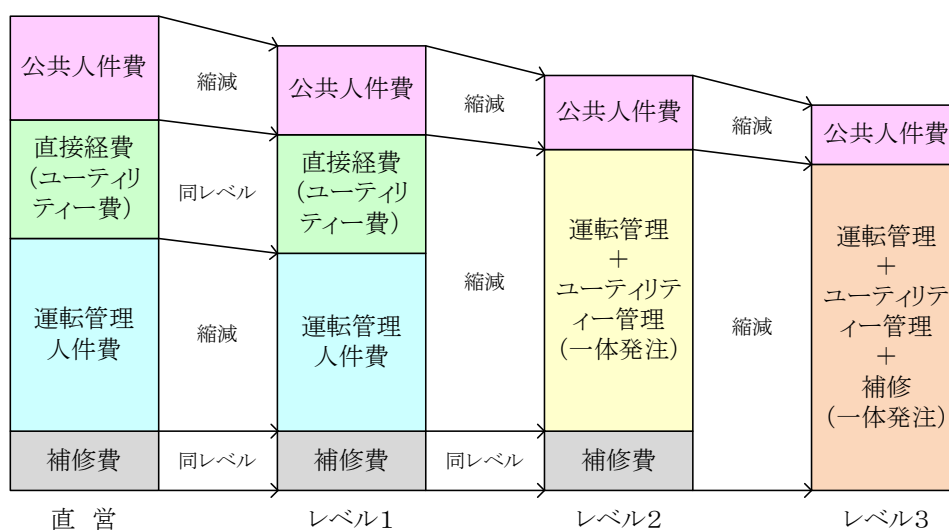 公共人件費
縮減
公共人件費
縮減
公共人件費
縮減
公共人件費
直接経費
(ユーティリ
ティー費)
同レベル
直接経費
(ユーティリ
ティー費)
運転管理
人件費
縮減
運転管理
人件費
縮減
運転管理
+
ユーティリテ
ィー管理
(一体発注)
縮減
運転管理
+
ユーティリテ
ィー管理
+
補修
(一体発注)
補修費
同レベル
補修費
同レベル
補修費
直 営
レベル1
レベル2
レベル3